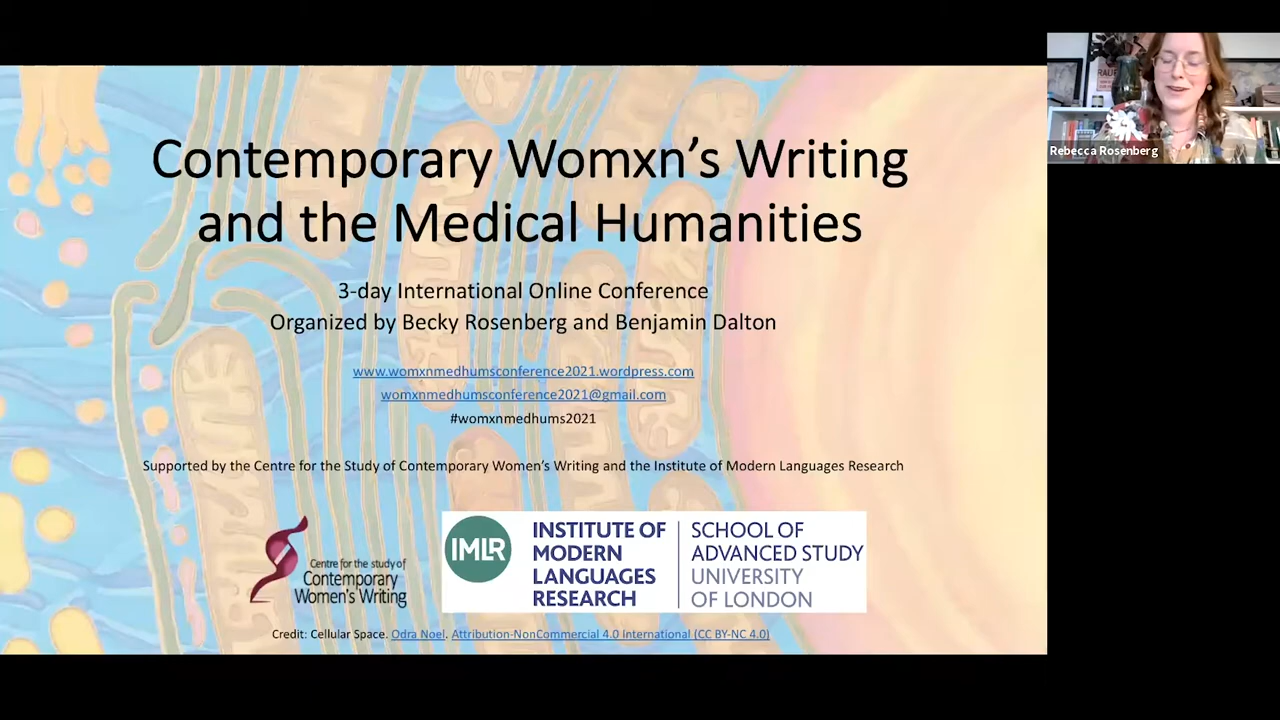 Contemporary Womxn’s Writing
and the Medical Humanities
3-day International Online Conference
Organized by Becky Rosenberg and Benjamin Dalton
www.womxnmedhumsconference2021.wordpress.com
womxnmedhumsconference2021@gmail.com
#womxnmedhums2021
Supported by the Centre for the Study of Contemporary Women’s Writing and the Institute of Modern Languages Research
Centre for the study of
Contemporary
Women's Writing
IMLR
INSTITUTE OF
MODERN
LANGUAGES
RESEARCH
SCHOOL OF
ADVANCED STUDY
UNIVERSITY
OF LONDON
Credit: Cellular Space. Odra Noel. Attribution-NonCommercial 4.0 International (CC BY-NC 4.0)
Rebecca Rosenberg